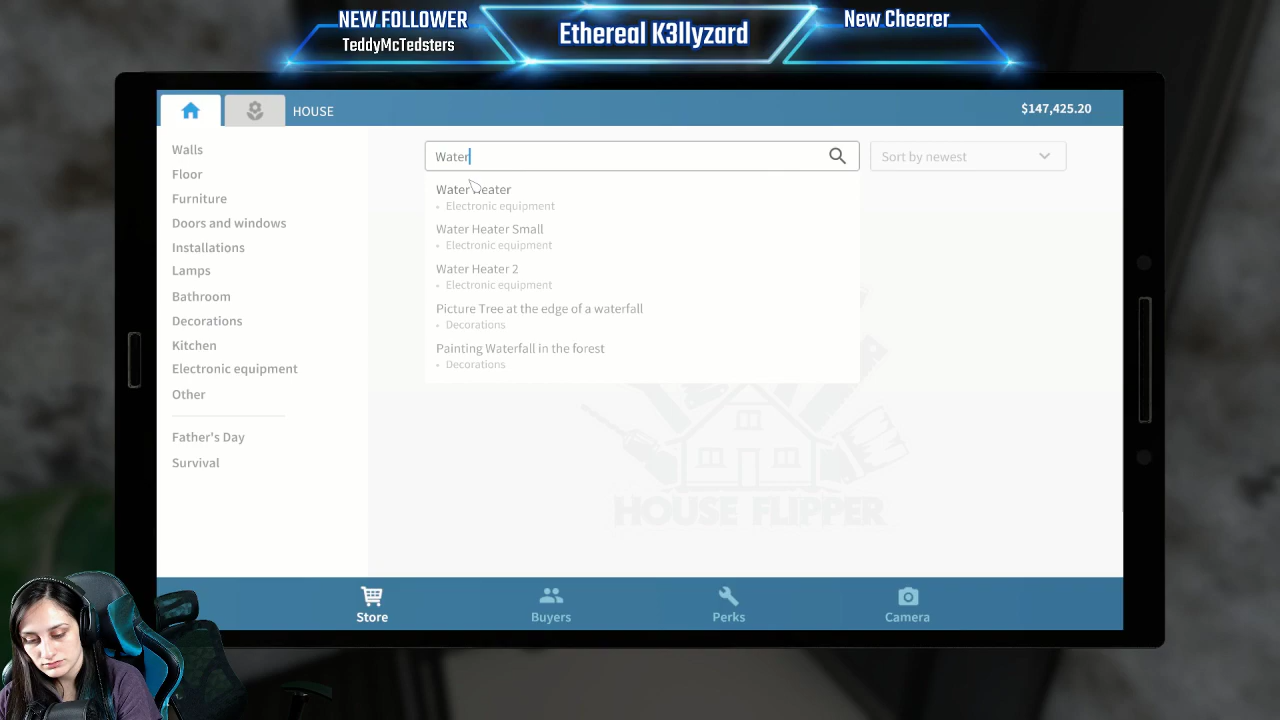 NEW FOLLOWER
TeddyMcTedsters
Ethereal K3llyzard
New Cheerer
HOUSE
$147,425.20
Walls
Floor
Furniture
Doors and windows
Installations
Lamps
Bathroom
Decorations
Kitchen
Electronic equipment
Other
Father's Day
Survival
Water
Sort by newest
Water Heater
• Electronic equipment
Water Heater Small
• Electronic equipment
Water Heater 2
• Electronic equipment
Picture Tree at the edge of a waterfall
• Decorations
Painting Waterfall in the forest
• Decorations
HOUSE FLIPPER
Store
Buyers
Perks
Camera